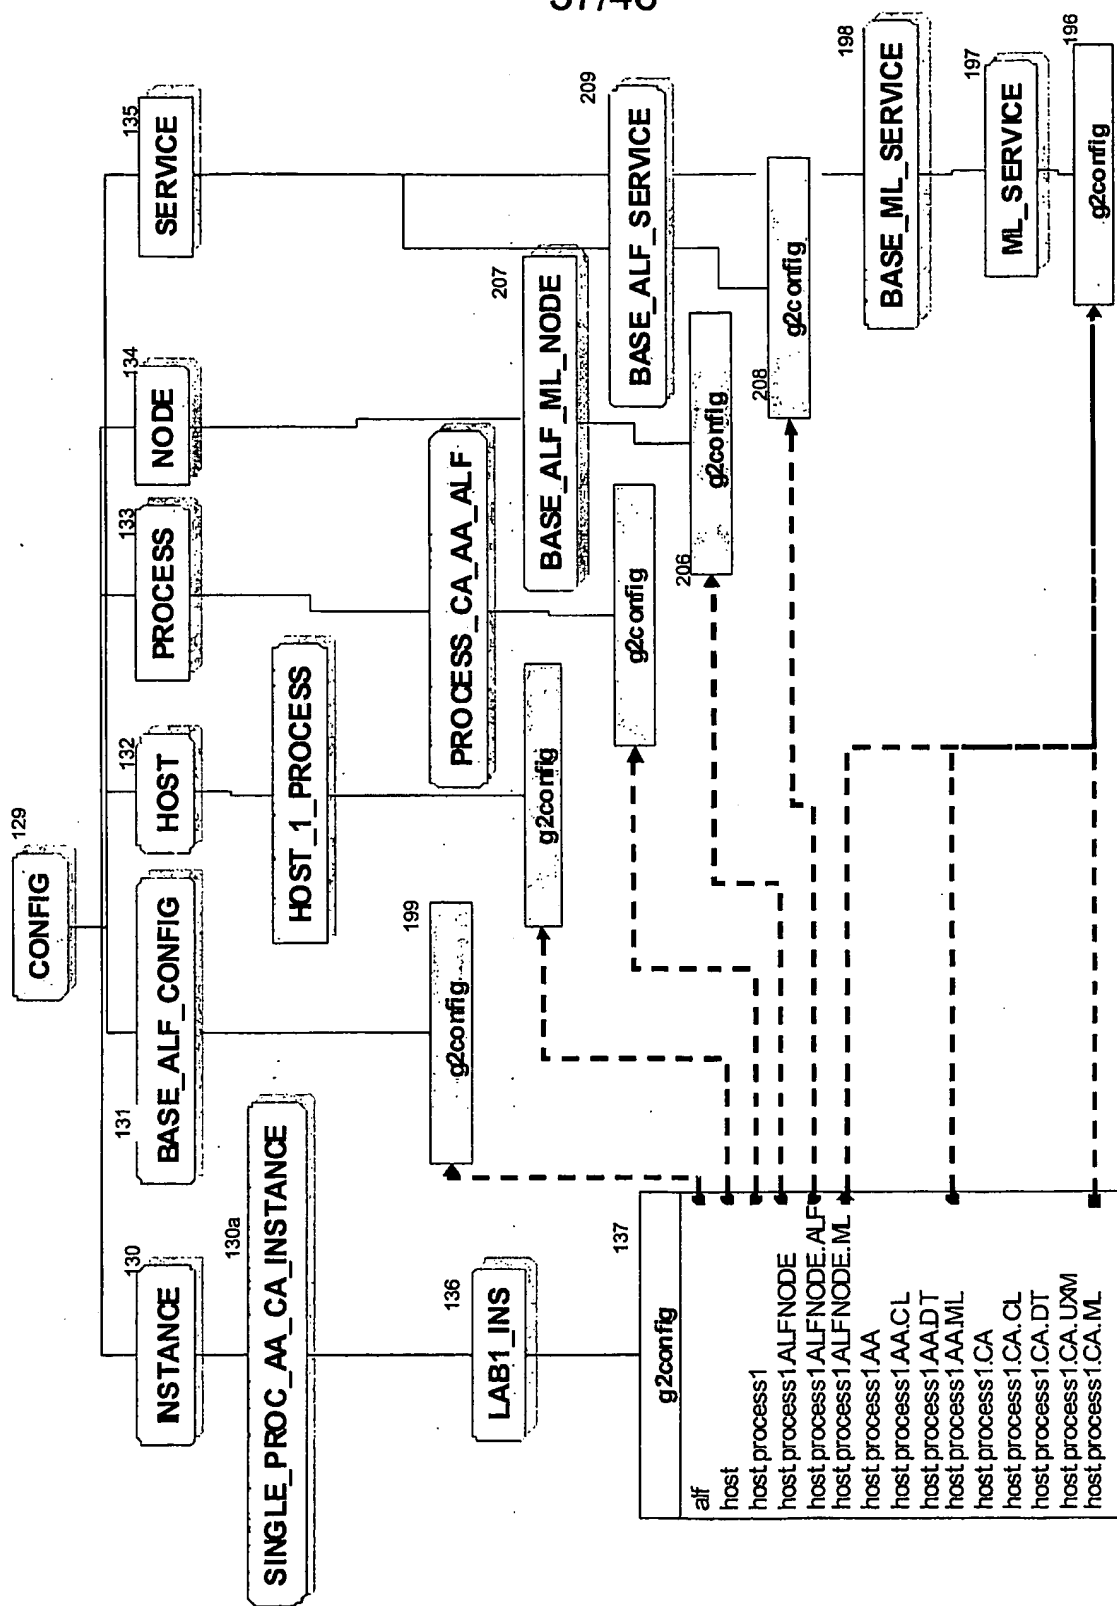 CONFIG
129
NSTANCE
130
BASE_ALF_CONFIG
131
HOST
132
PROCESS
133
NODE
134
SERVICE
135
SINGLE_PROC_AA_CA_INSTANCE
130a
HOST_1_PROCESS
PROCESS_CA_AA_ALF
BASE_ALF_ML_NODE
207
BASE_ALF_SERVICE
209
BASE_ML_SERVICE
198
LAB1_INS
136
g2config
199
g2config
g2config
g2config
206
g2config
208
ML_SERVICE
197
g2config
196
g2config
137
alf
host
host.process1
host.process1.ALFNODE
host.process1.ALFNODE.ALF
host.process1.ALFNODE.ML
host.process1.AA
host.process1.AA.CL
host.process1.AA.DT
host.process1.AA.ML
host.process1.CA
host.process1.CA.CL
host.process1.CA.DT
host.process1.CA.UXM
host.process1.CA.ML